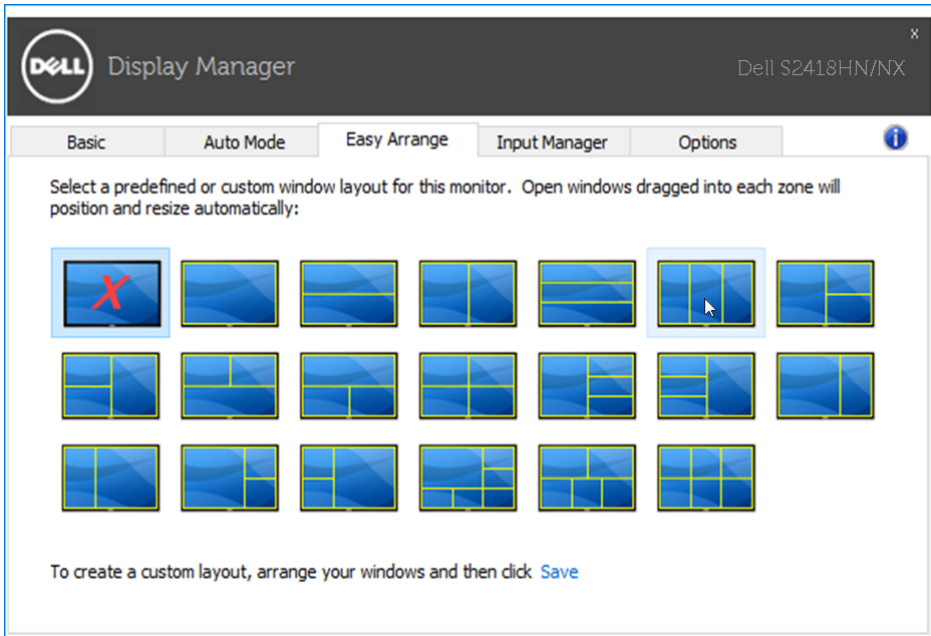 X
DELL
Display Manager
Dell S2418HN/NX
Basic
Auto Mode
Easy Arrange
Input Manager
Options
i
Select a predefined or custom window layout for this monitor.  Open windows dragged into each zone will
position and resize automatically:
X
To create a custom layout, arrange your windows and then click Save